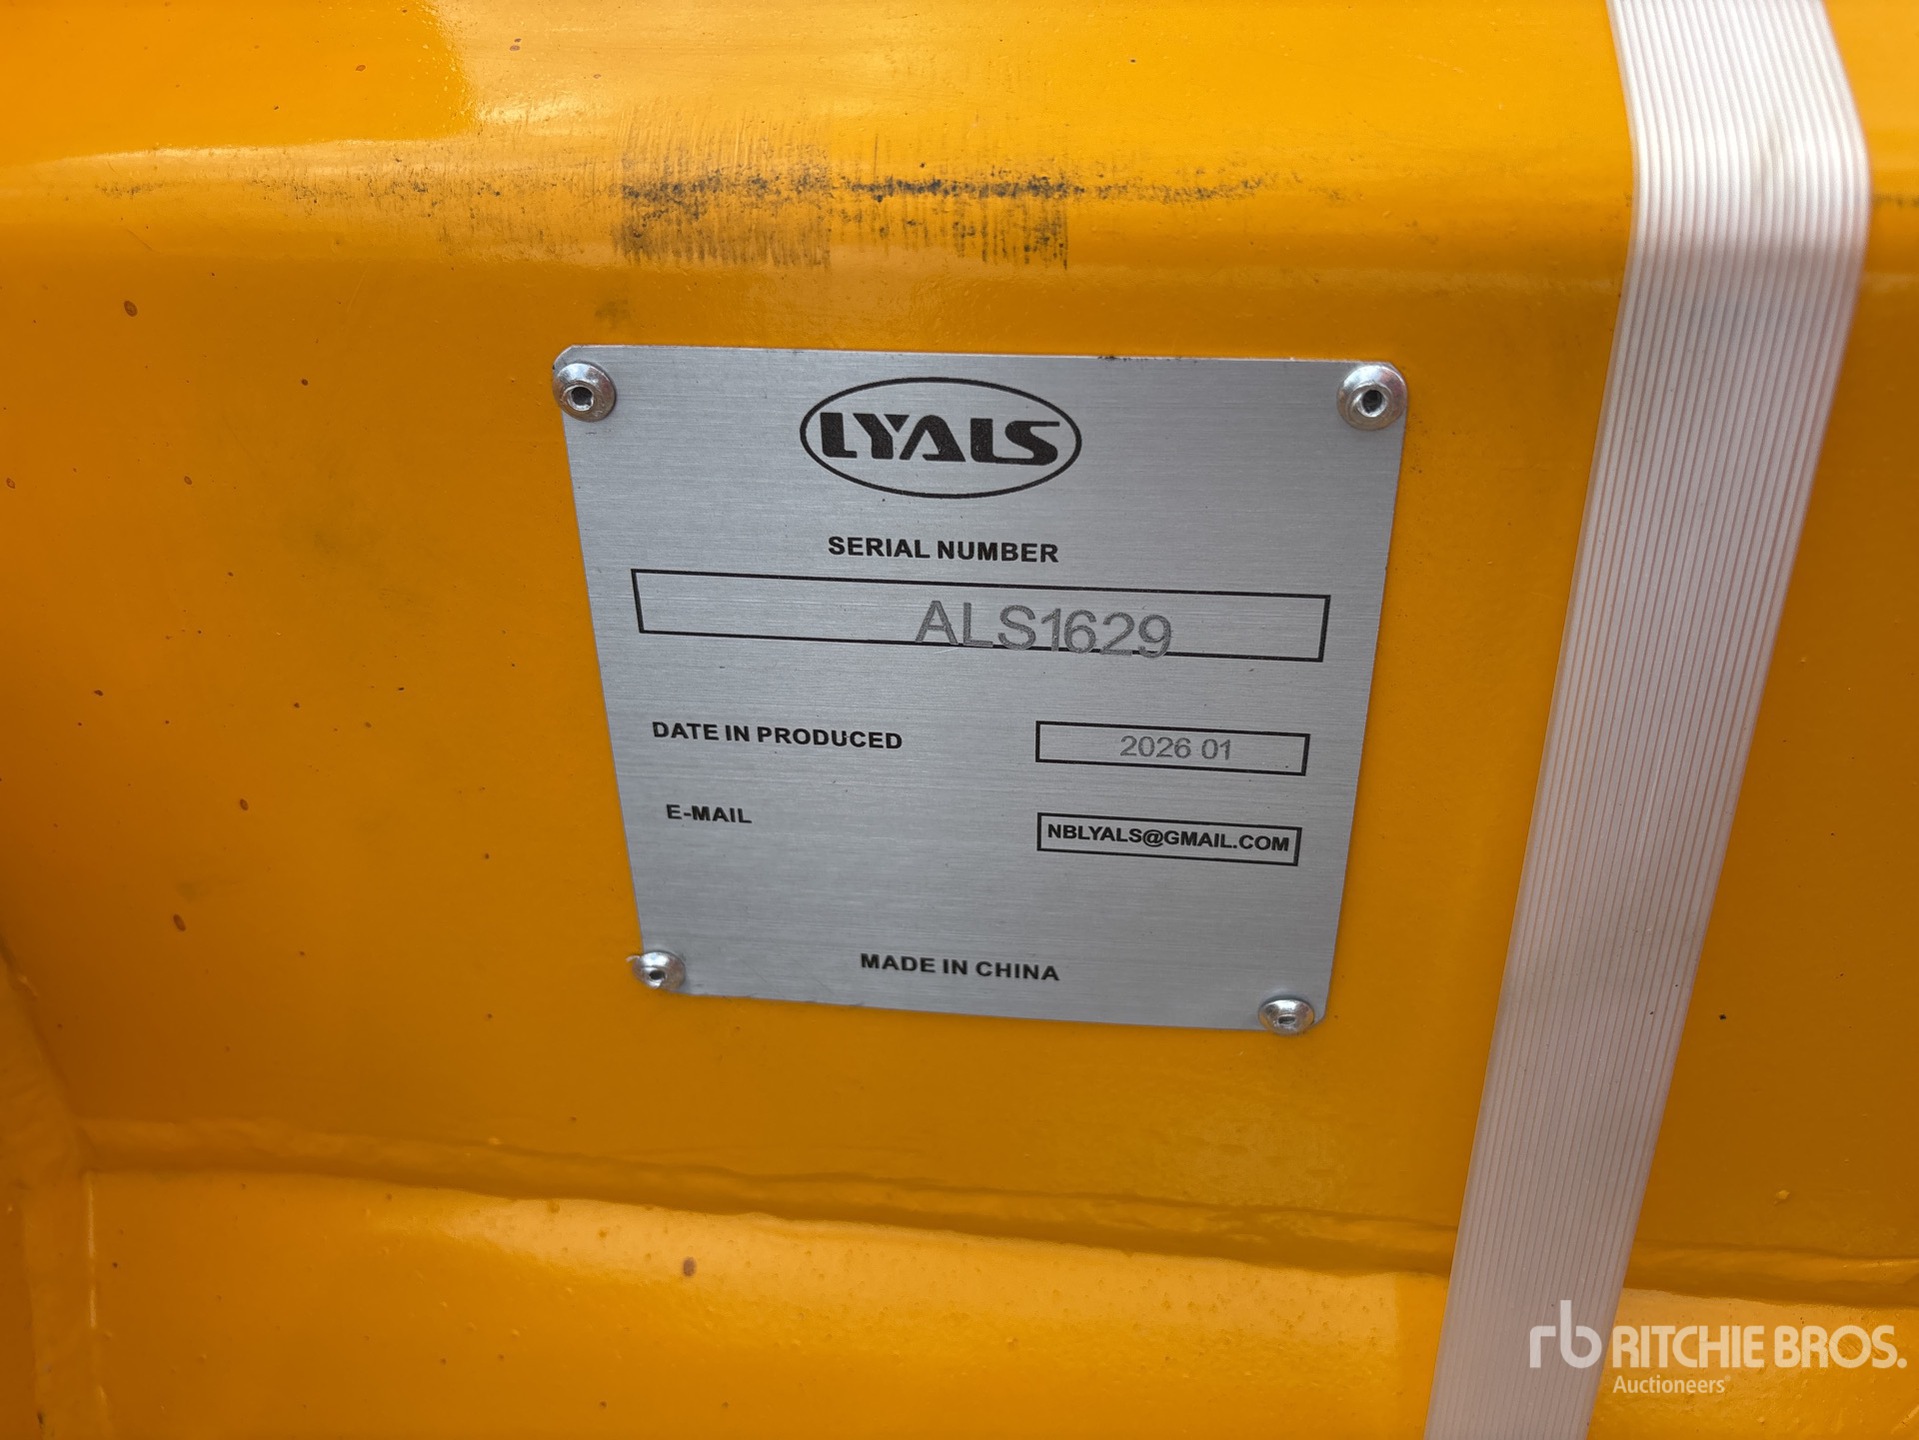 LYALS
SERIAL NUMBER
ALS1629
DATE IN PRODUCED 2026 01
E-MAIL NBLYALS@GMAIL.COM
MADE IN CHINA
rb RITCHIE BROS.
Auctioneers